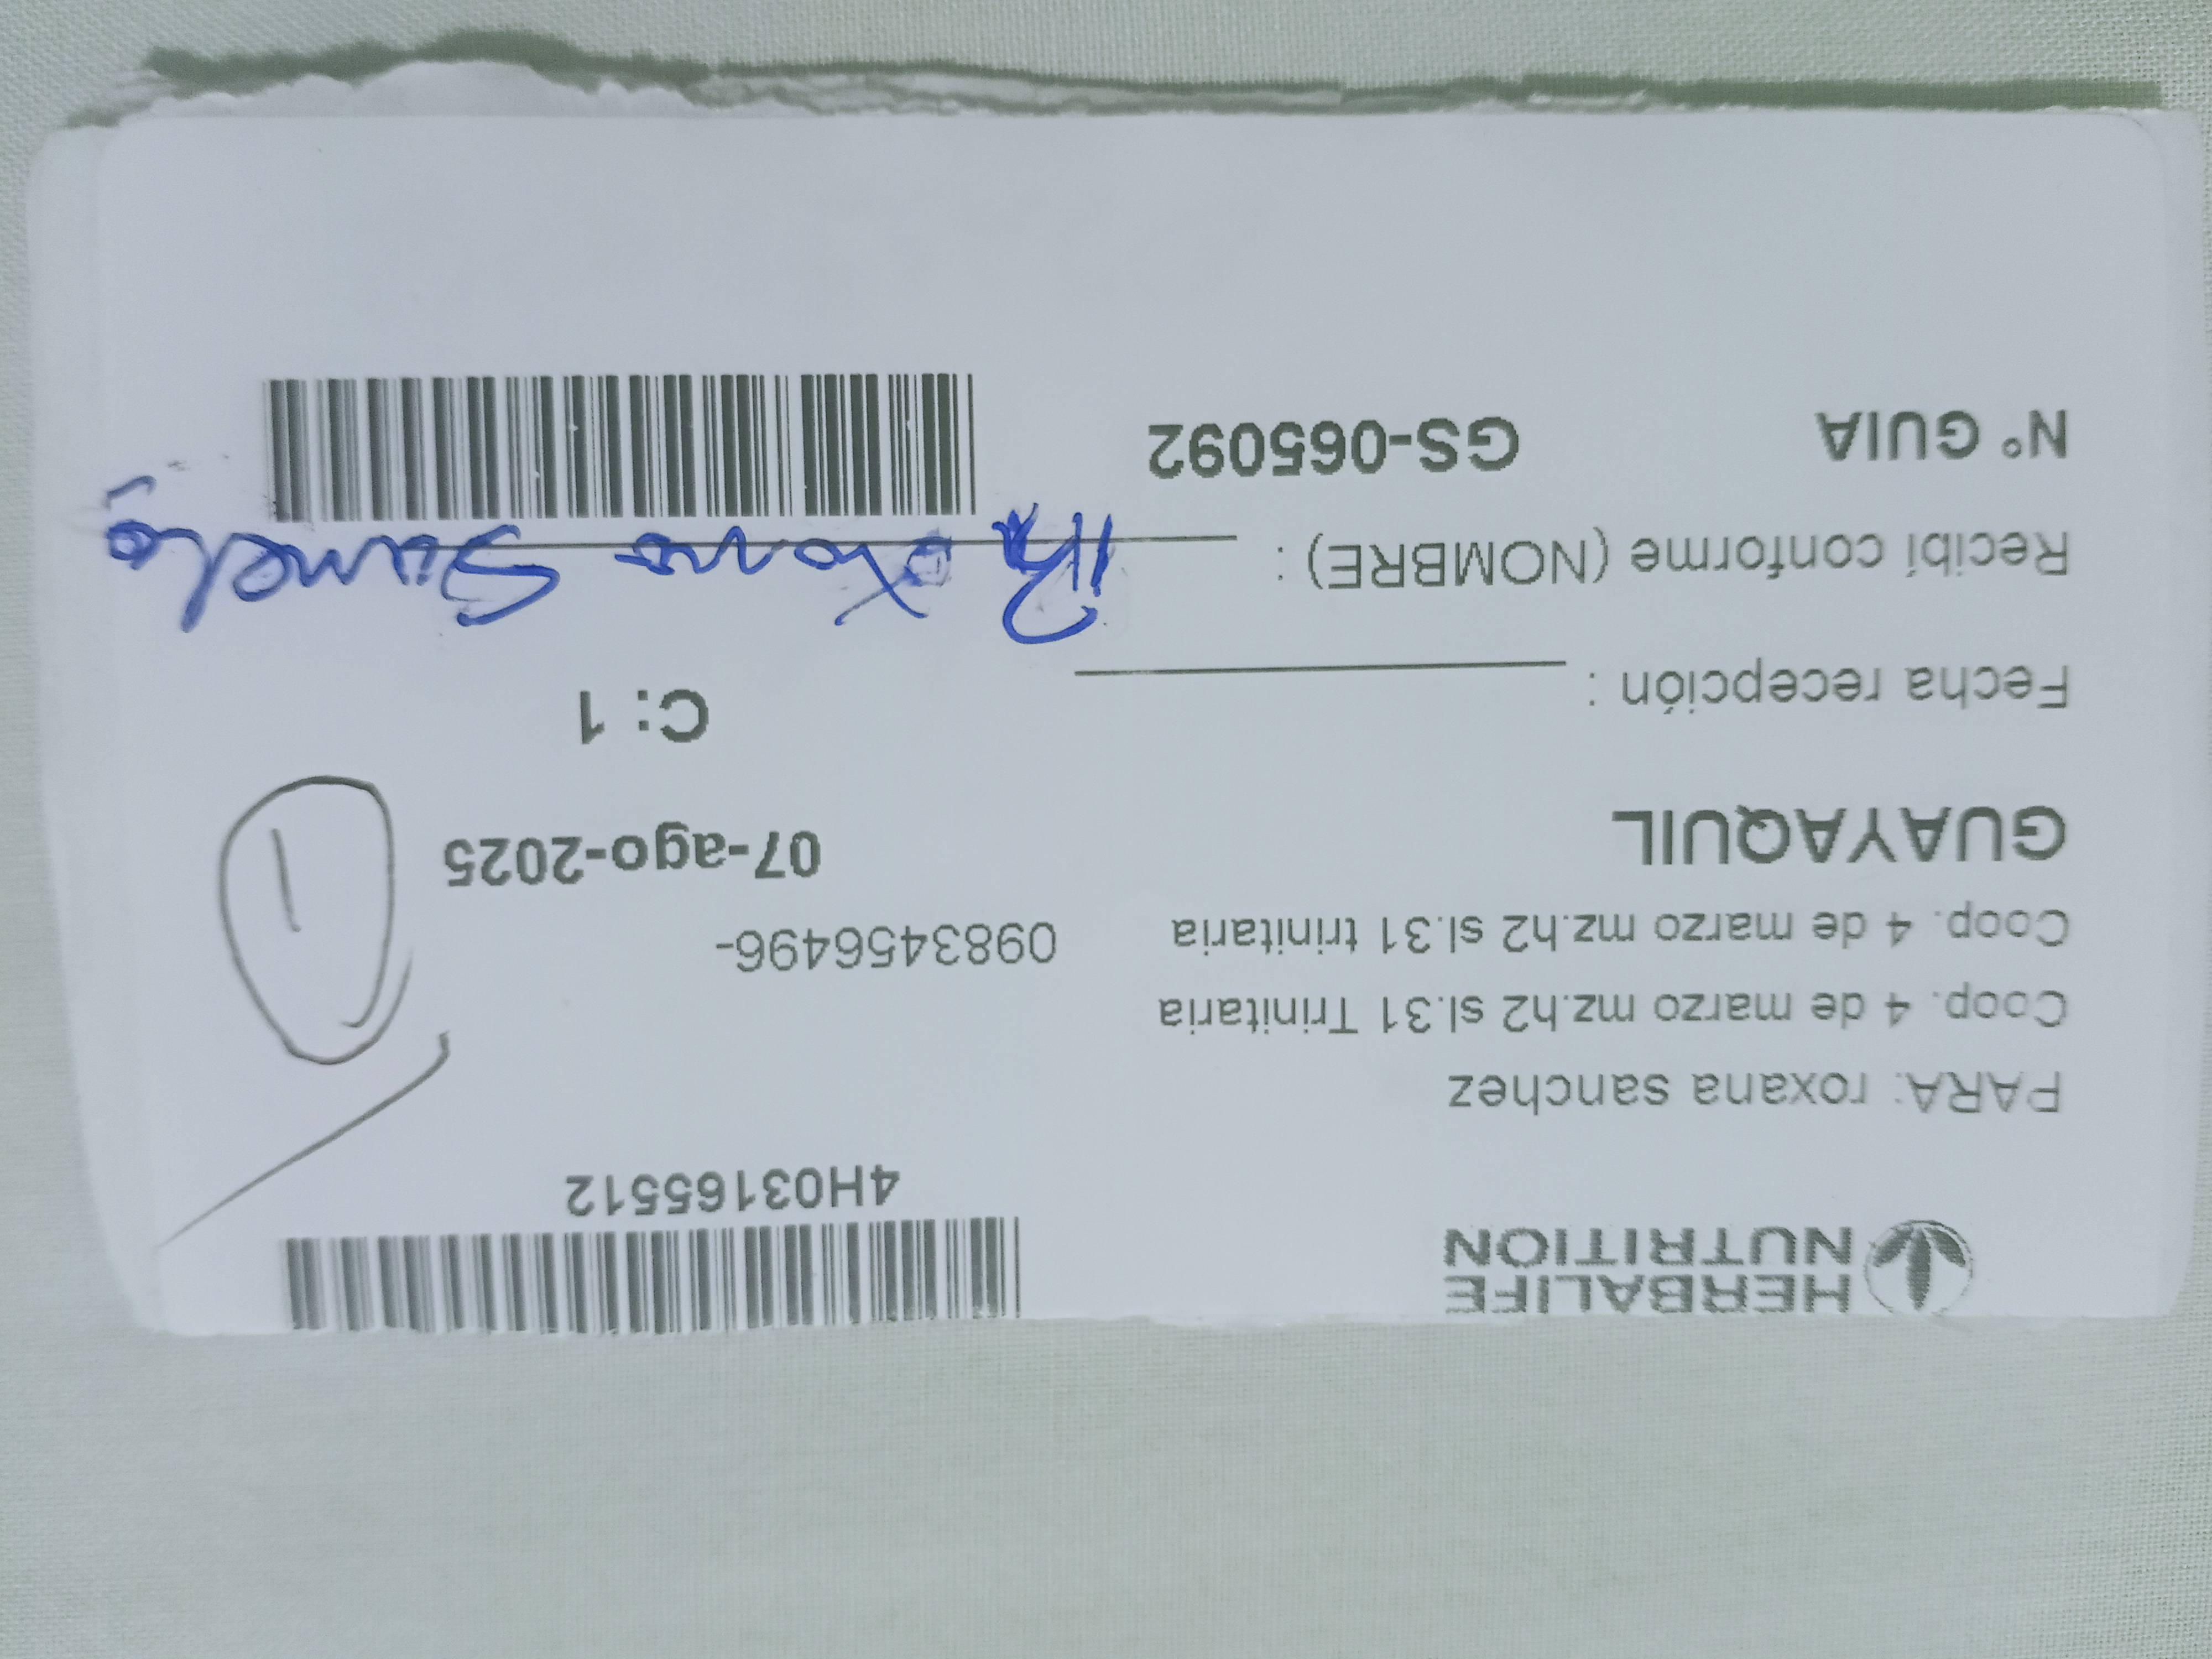 HERBALIFE
NUTRITION
4H03165512
PARA: roxana sanchez
Coop. 4 de marzo mz.h2 sl.31 Trinitaria
Coop. 4 de marzo mz.h2 sl.31 trinitaria 0983456496-
GUAYAQUIL 07-ago-2025 1
Fecha recepción : C: 1
Recibí conforme (NOMBRE) : Roxana
N° GUIA GS-065092